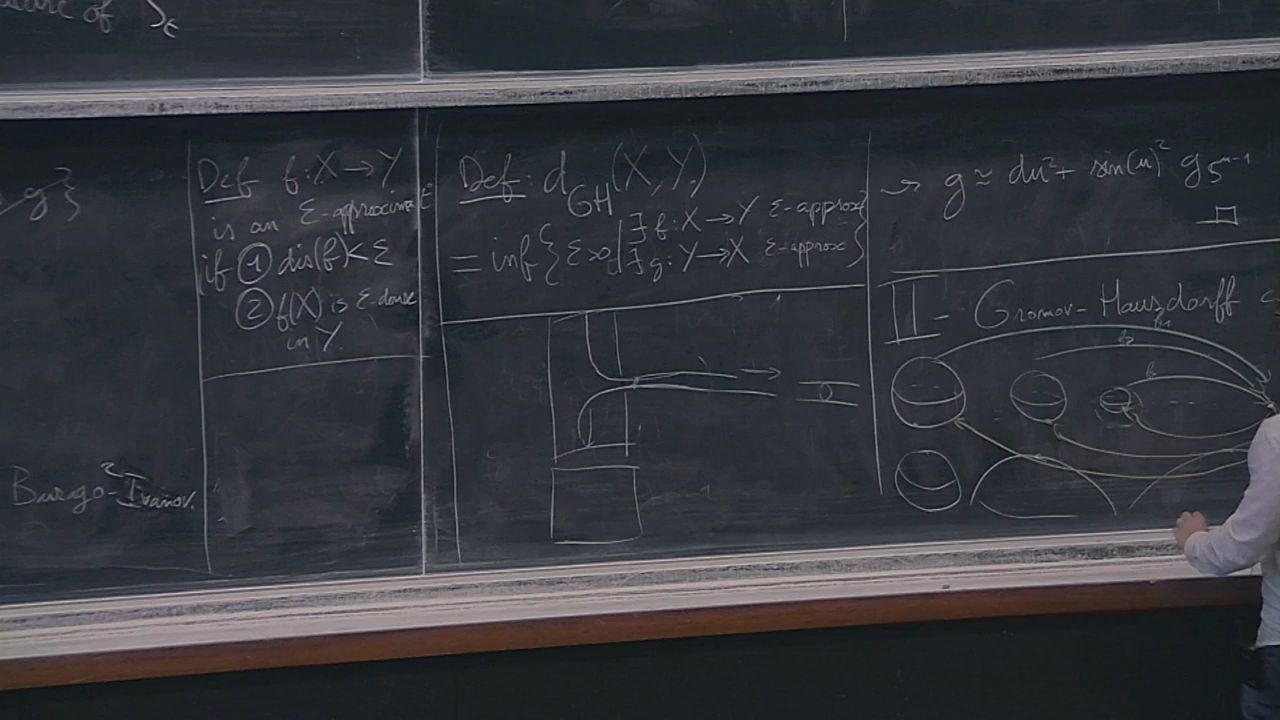 of
g}
Burago-Ivanov.
Def f: X → Y
is an ε-approximat
if ① dis(f) < ε
② f(X) is ε-dense
in Y.
Def: d_GH (X, Y)
= inf { ε>0 | ∃ f: X → Y ε-approx
∃ g: Y → X ε-approx }
→ g ≈ du² + sin(u)² g_S^{n-1}
□
II - Gromov-Hausdorff